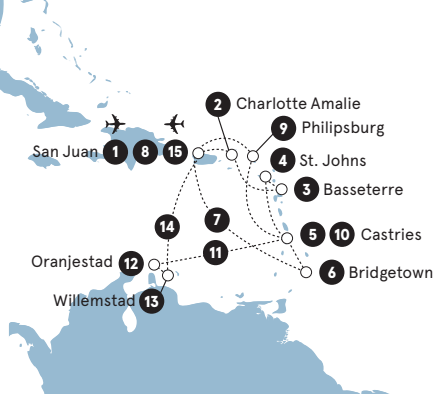 2 Charlotte Amalie
9 Philipsburg
San Juan 1 8 15
4 St. Johns
3 Basseterre
7
14
5 10 Castries
11
Oranjestad 12
6 Bridgetown
Willemstad 13